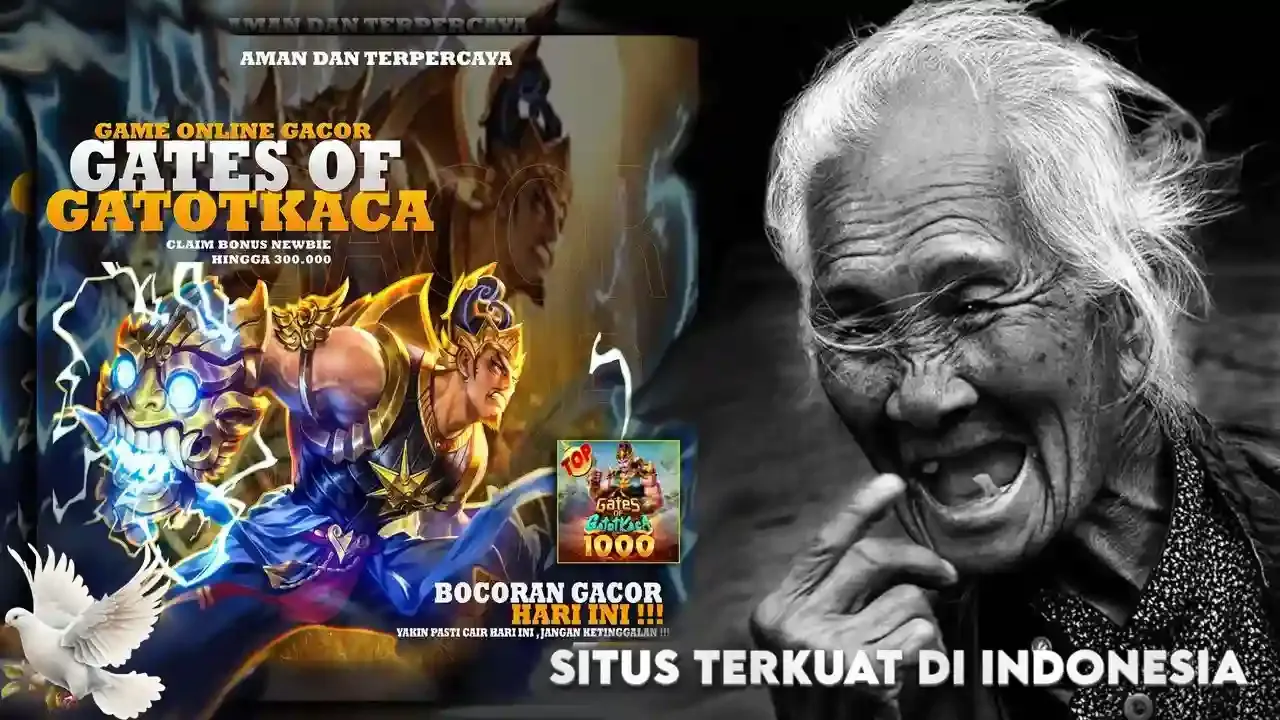 AMAN DAN TERPERCAYA
AMAN DAN TERPERCAYA
GAME ONLINE GACOR
GATES OF
GATOTKACA
CLAIM BONUS NEWBIE
HINGGA 300.000
GACOR
TOP
Gates
OF
GatotKaca
1000
BOCORAN GACOR
HARI INI !!!
YAKIN PASTI CAIR HARI INI , JANGAN KETINGGALAN !!!
SITUS TERKUAT DI INDONESIA